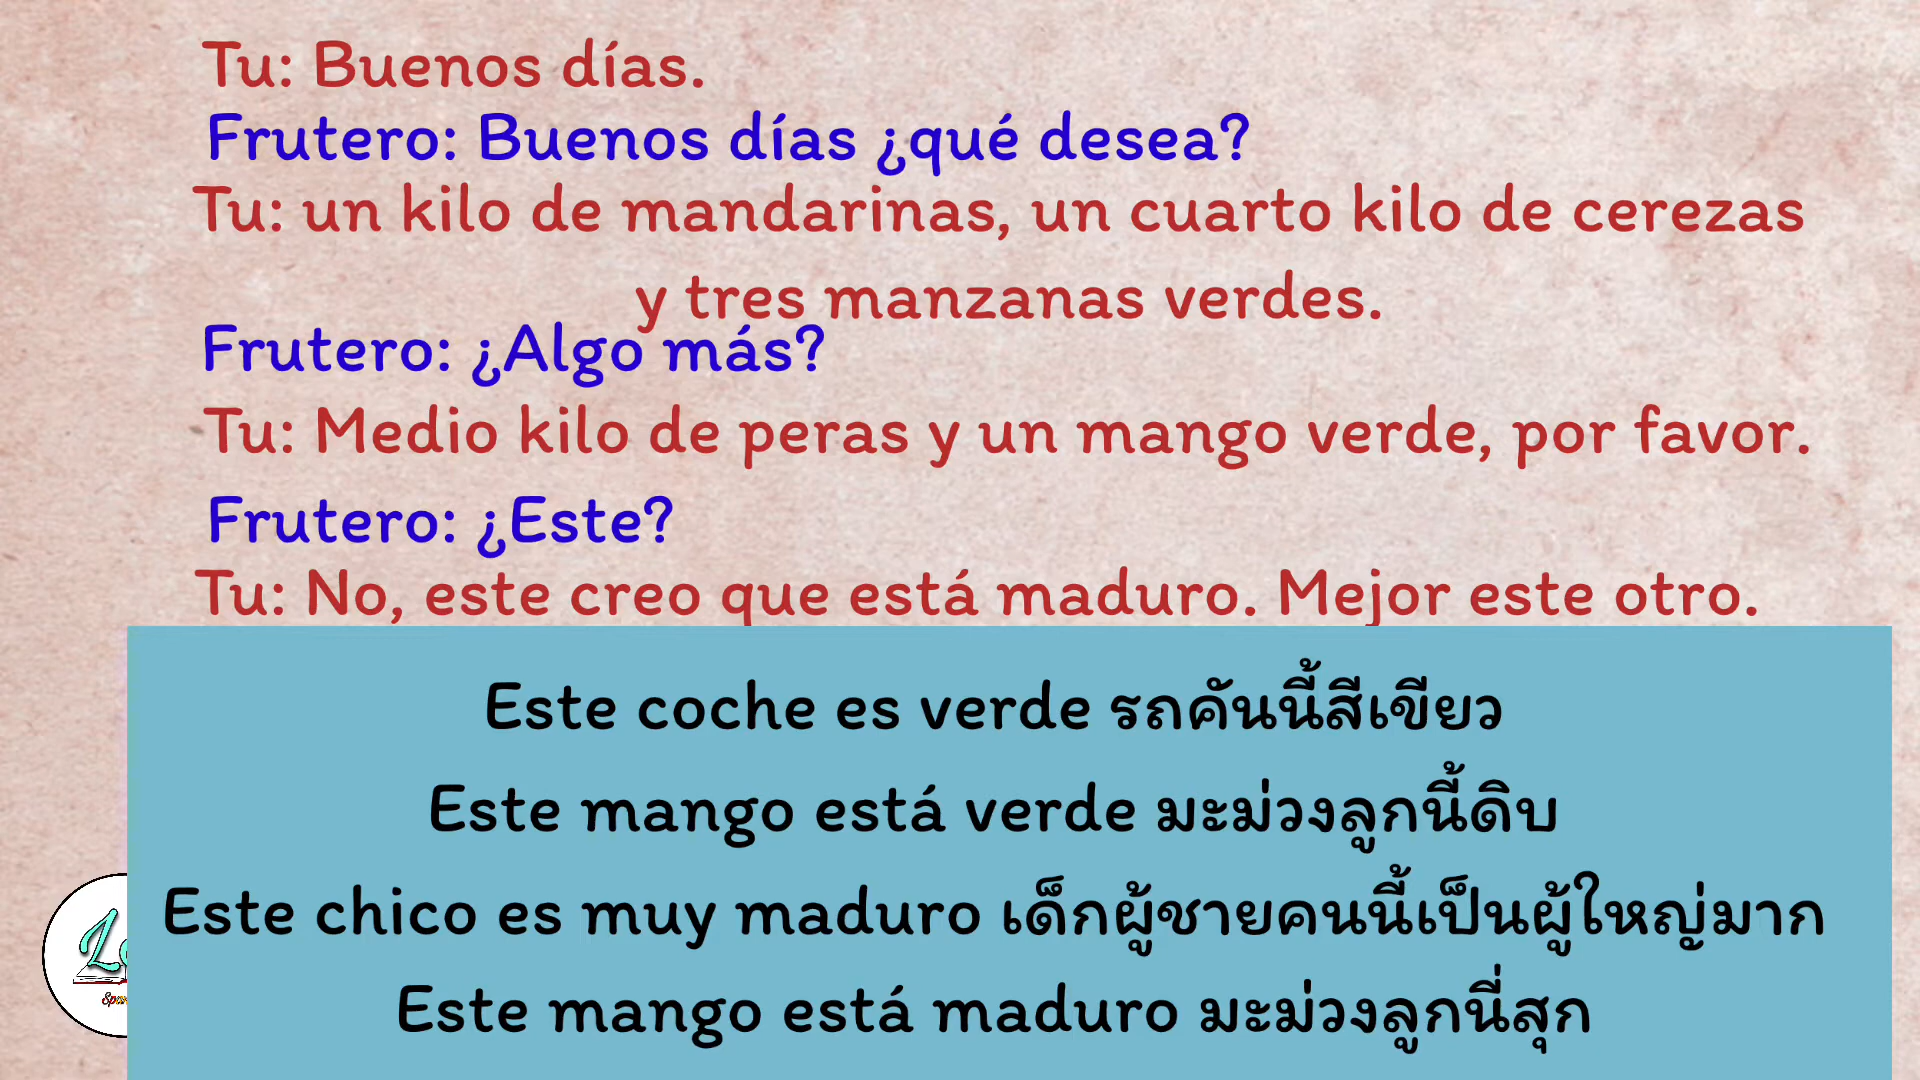 Tu: Buenos días.
Frutero: Buenos días ¿qué desea?
Tu: un kilo de mandarinas, un cuarto kilo de cerezas
y tres manzanas verdes.
Frutero: ¿Algo más?
Tu: Medio kilo de peras y un mango verde, por favor.
Frutero: ¿Este?
Tu: No, este creo que está maduro. Mejor este otro.
Este coche es verde รถคันนี้สีเขียว
Este mango está verde มะม่วงลูกนี้ดิบ
Este chico es muy maduro เด็กผู้ชายคนนี้เป็นผู้ใหญ่มาก
Este mango está maduro มะม่วงลูกนี่สุก